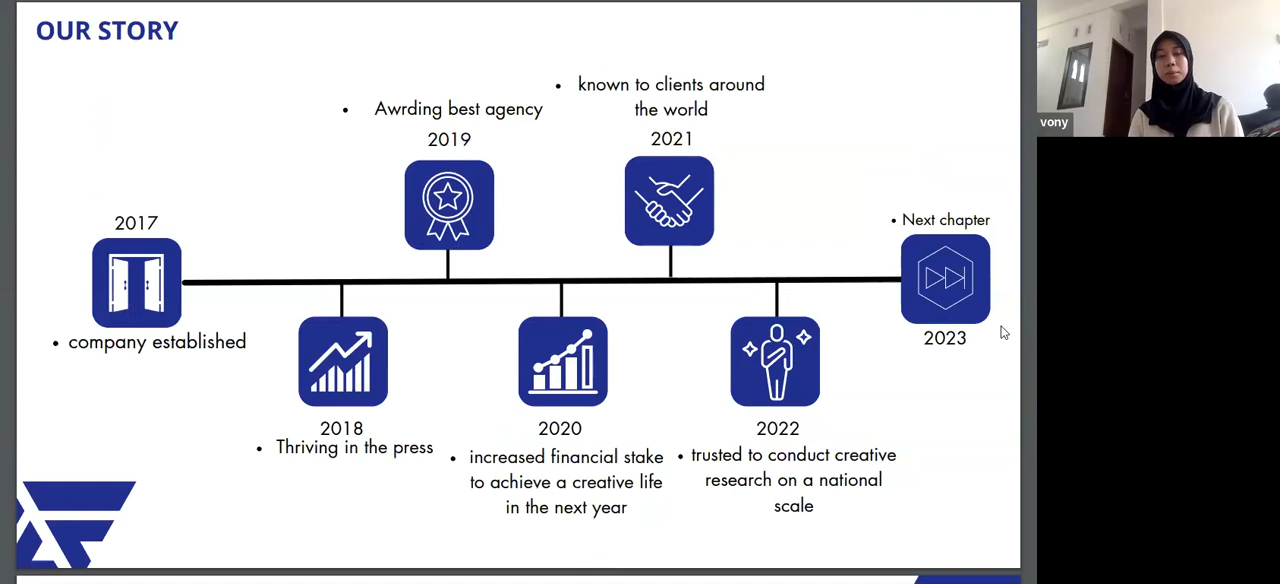 OUR STORY
2017
company established
2018
Thriving in the press
Awrding best agency
2019
2020
increased financial stake
to achieve a creative life
in the next year
known to clients around
the world
2021
2022
trusted to conduct creative
research on a national
scale
Next chapter
2023
vony